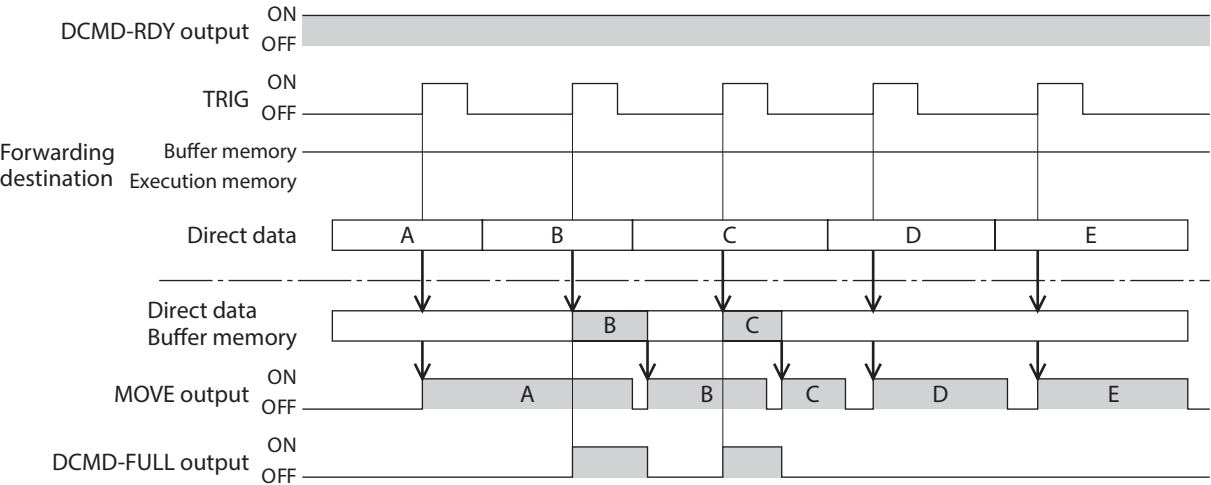 ON
DCMD-RDY output
OFF
ON
TRIG
OFF
Forwarding destination
Buffer memory
Execution memory
Direct data A B C D E
Direct data
Buffer memory
B C
ON
MOVE output A B C D E
OFF
ON
DCMD-FULL output
OFF